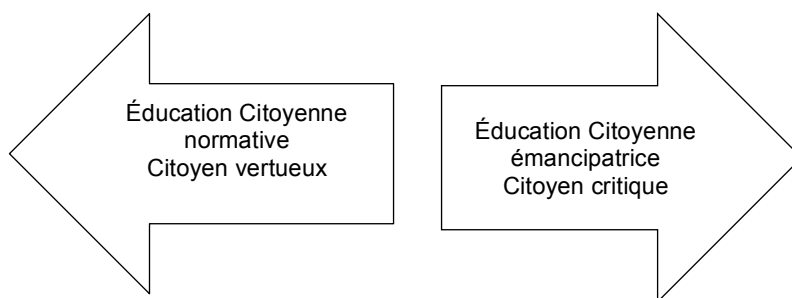 Éducation Citoyenne
normative
Citoyen vertueux
Éducation Citoyenne
émancipatrice
Citoyen critique